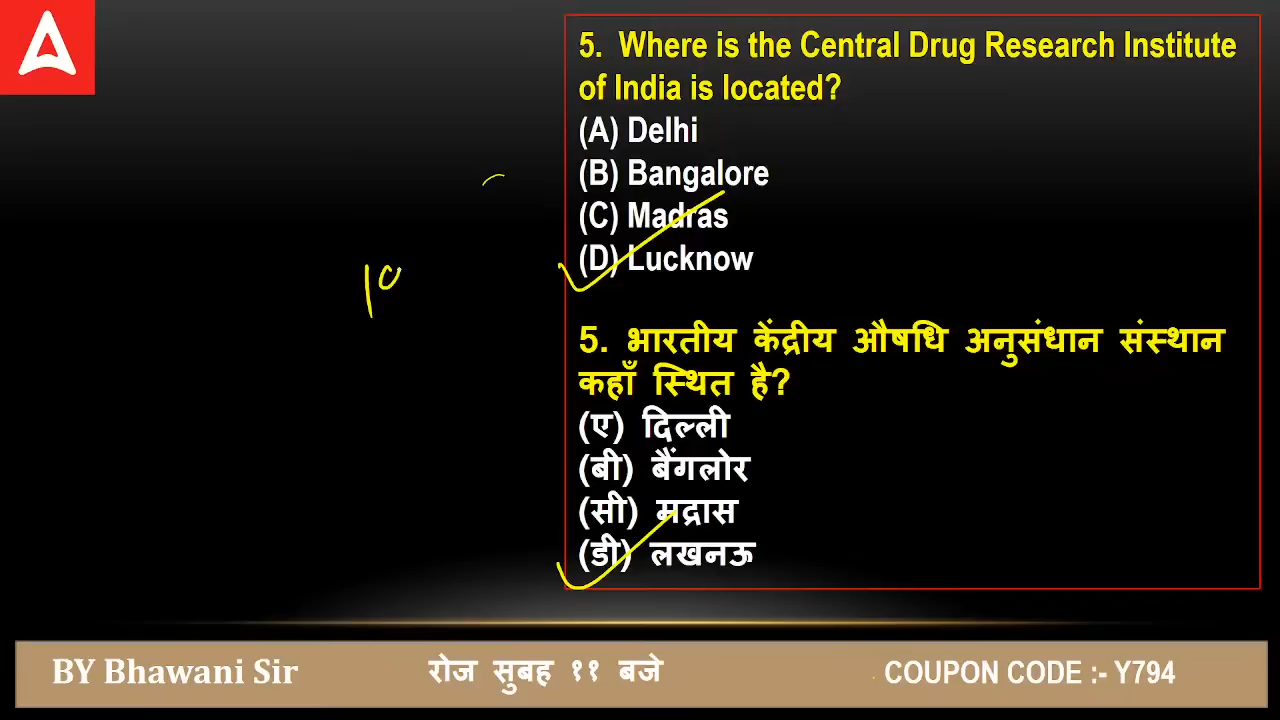 5. Where is the Central Drug Research Institute
of India is located?
(A) Delhi
(B) Bangalore
(C) Madras
(D) Lucknow
5. भारतीय केंद्रीय औषधि अनुसंधान संस्थान
कहाँ स्थित है?
(ए) दिल्ली
(बी) बैंगलोर
(सी) मद्रास
(डी) लखनऊ
BY Bhawani Sir
रोज सुबह ११ बजे
COUPON CODE :- Y794